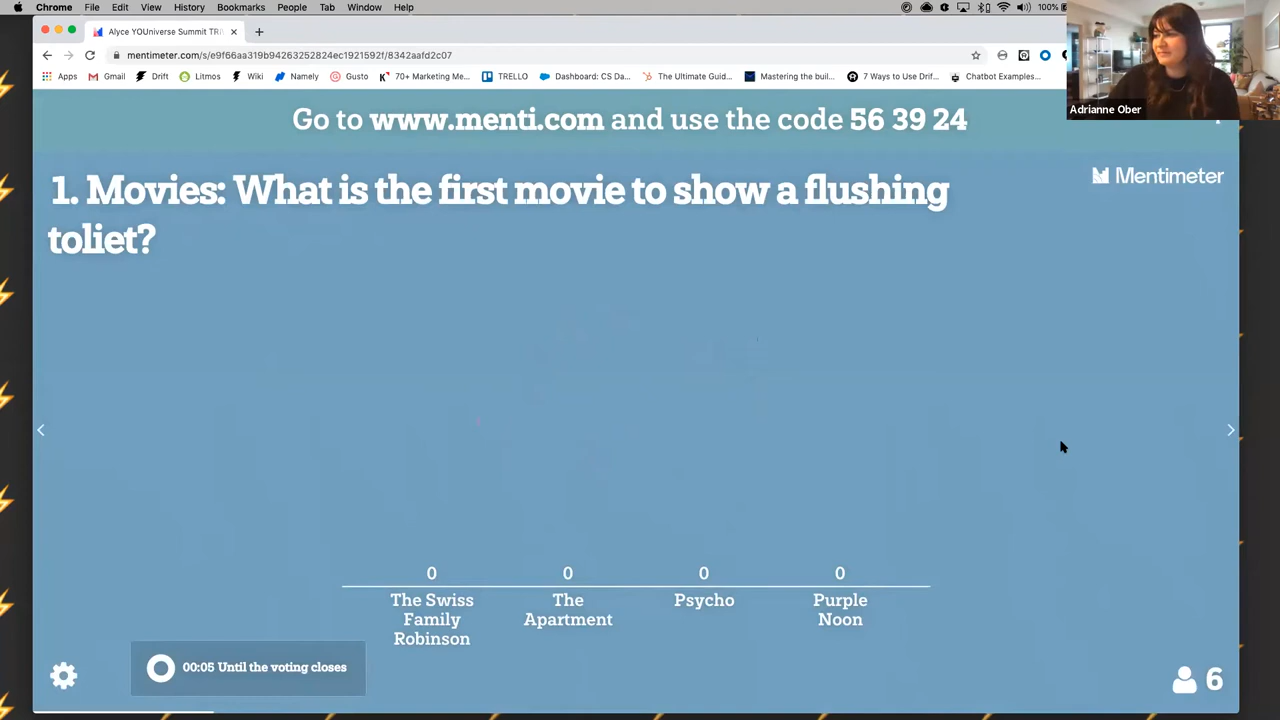 Chrome File Edit View History Bookmarks People Tab Window Help 100%
Alyce YOUniverse Summit TRi
mentimeter.com/s/e9f66aa319b94263252824ec1921592f/8342aafd2c07
Apps Gmail Drift Litmos Wiki Namely Gusto 70+ Marketing Me... TRELLO Dashboard: CS Da... The Ultimate Guid... Mastering the buil... 7 Ways to Use Drif... Chatbot Examples...
Adrianne Ober
Go to www.menti.com and use the code 56 39 24
Mentimeter
1. Movies: What is the first movie to show a flushing
toliet?
0 0 0 0
The Swiss
Family
Robinson
The
Apartment
Psycho
Purple
Noon
00:05 Until the voting closes
6